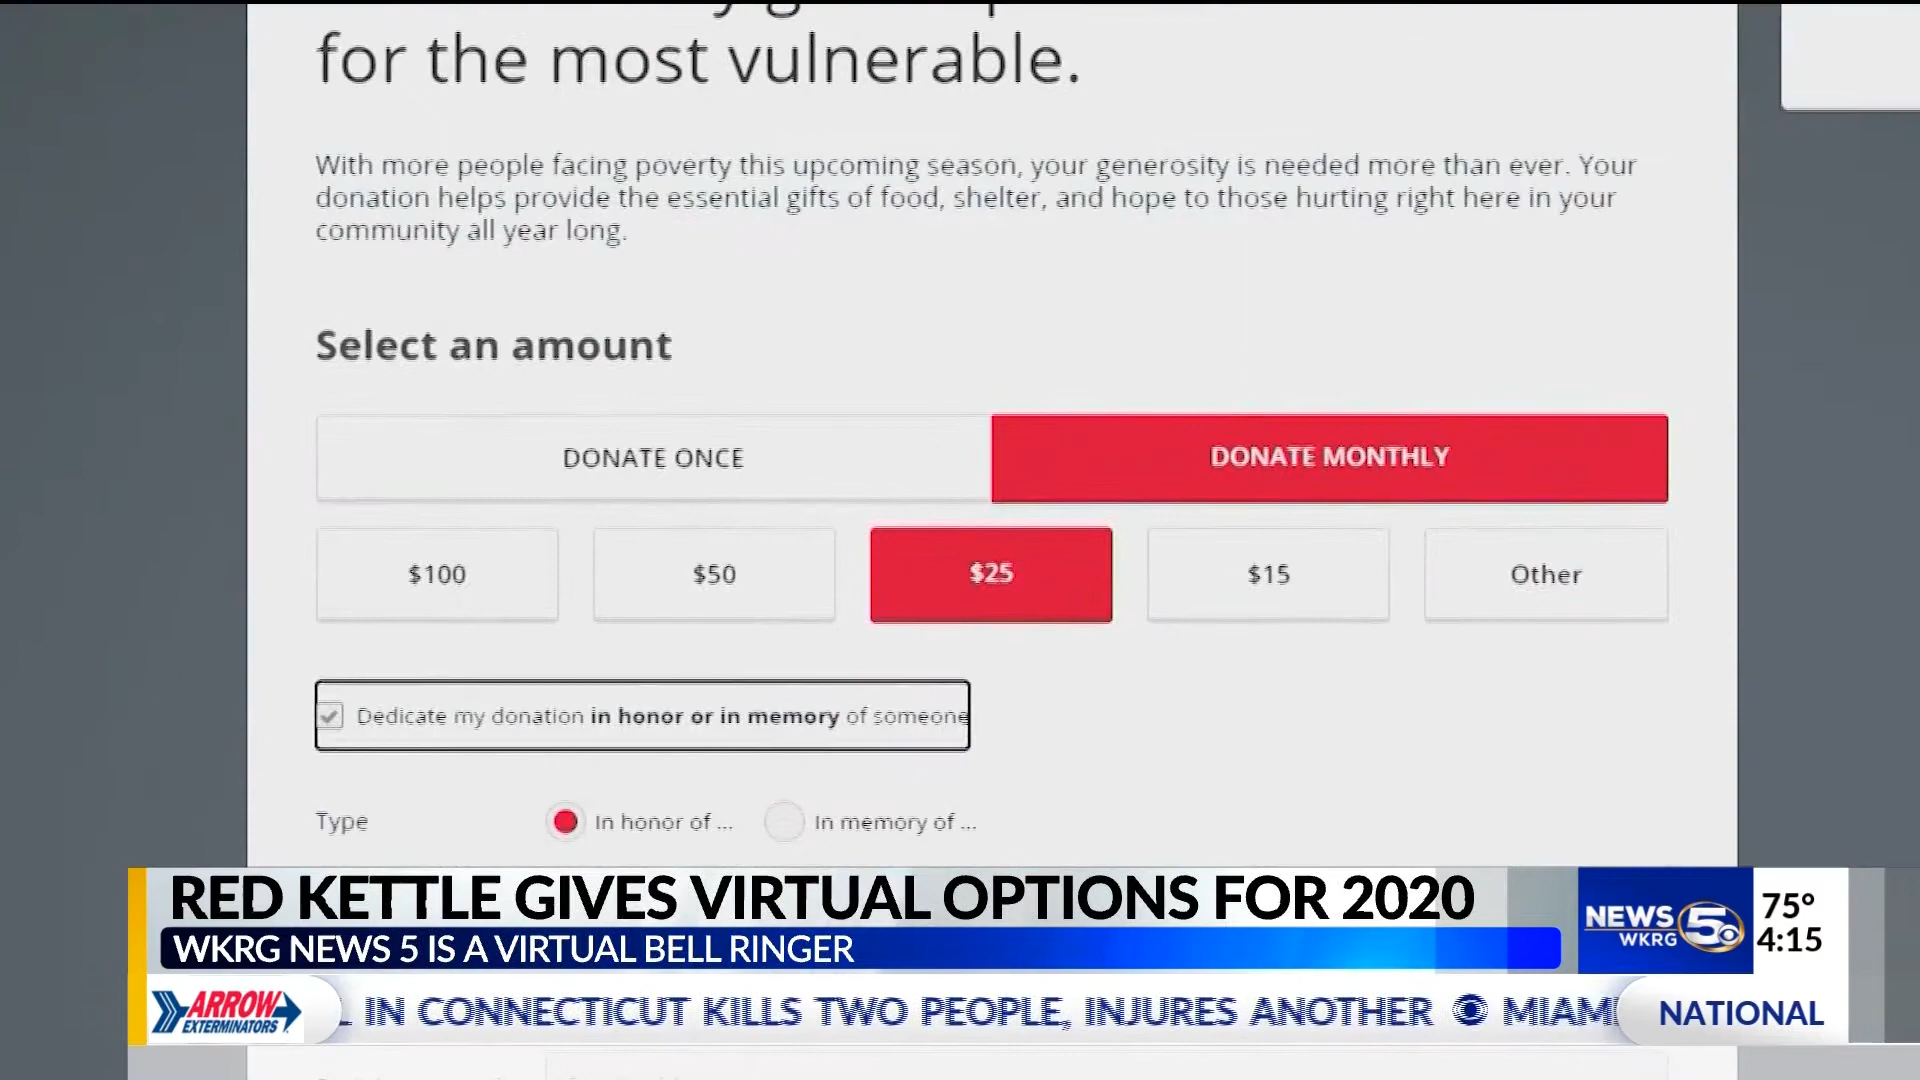 for the most vulnerable.
With more people facing poverty this upcoming season, your generosity is needed more than ever. Your
donation helps provide the essential gifts of food, shelter, and hope to those hurting right here in your
community all year long.
Select an amount
DONATE ONCE
DONATE MONTHLY
$100
$50
$25
$15
Other
Dedicate my donation in honor or in memory of someone
Type
In honor of ...
In memory of ...
RED KETTLE GIVES VIRTUAL OPTIONS FOR 2020
WKRG NEWS 5 IS A VIRTUAL BELL RINGER
NEWS 5
WKRG
75°
4:15
ARROW
EXTERMINATORS
IN CONNECTICUT KILLS TWO PEOPLE, INJURES ANOTHER
MIAM
NATIONAL